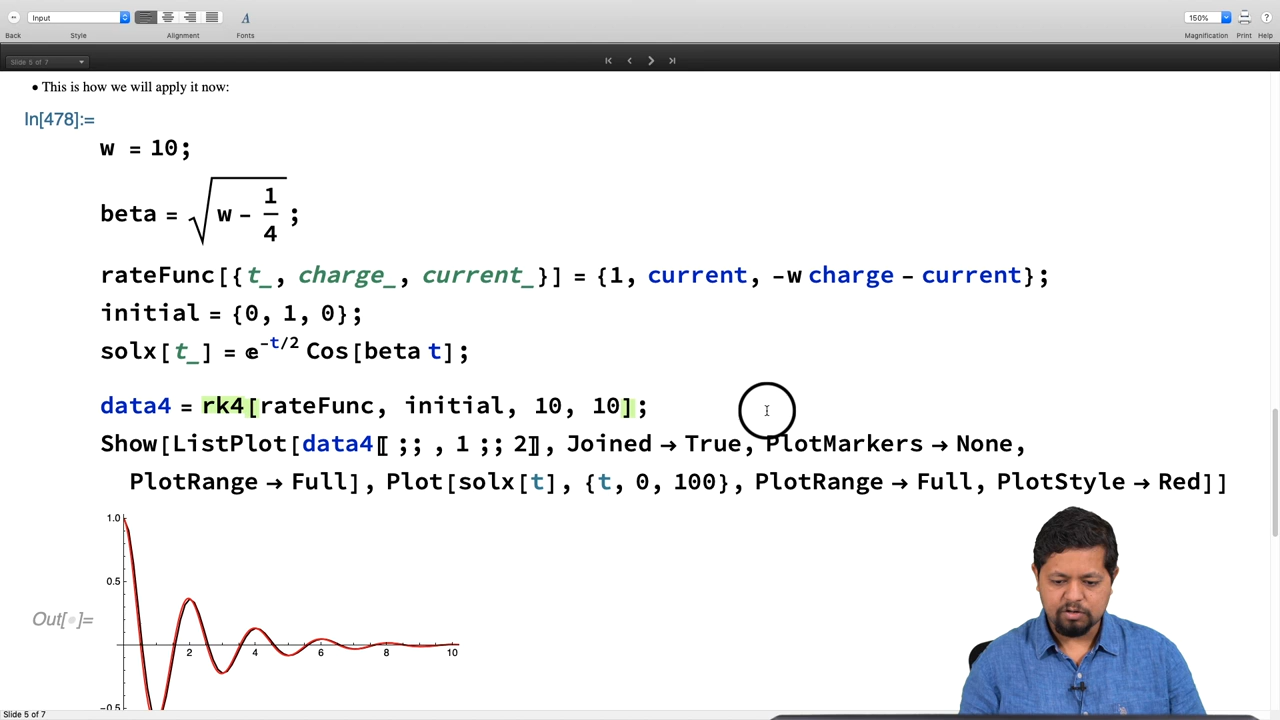 Input
150%
Back
Style
Alignment
Fonts
Magnification
Print
Help
Slide 5 of 7
• This is how we will apply it now:
In[478]:=
w = 10;
beta = √(w - 1/4);
rateFunc[{t_, charge_, current_}] = {1, current, -w charge - current};
initial = {0, 1, 0};
solx[t_] = ⅇ^(-t/2) Cos[beta t];
data4 = rk4[rateFunc, initial, 10, 10];
Show[ListPlot[data4〚 ;; , 1 ;; 2〛, Joined → True, PlotMarkers → None,
PlotRange → Full], Plot[solx[t], {t, 0, 100}, PlotRange → Full, PlotStyle → Red]]
1.0
0.5
Out[•]=
2 4 6 8 10
-0.5
Slide 5 of 7